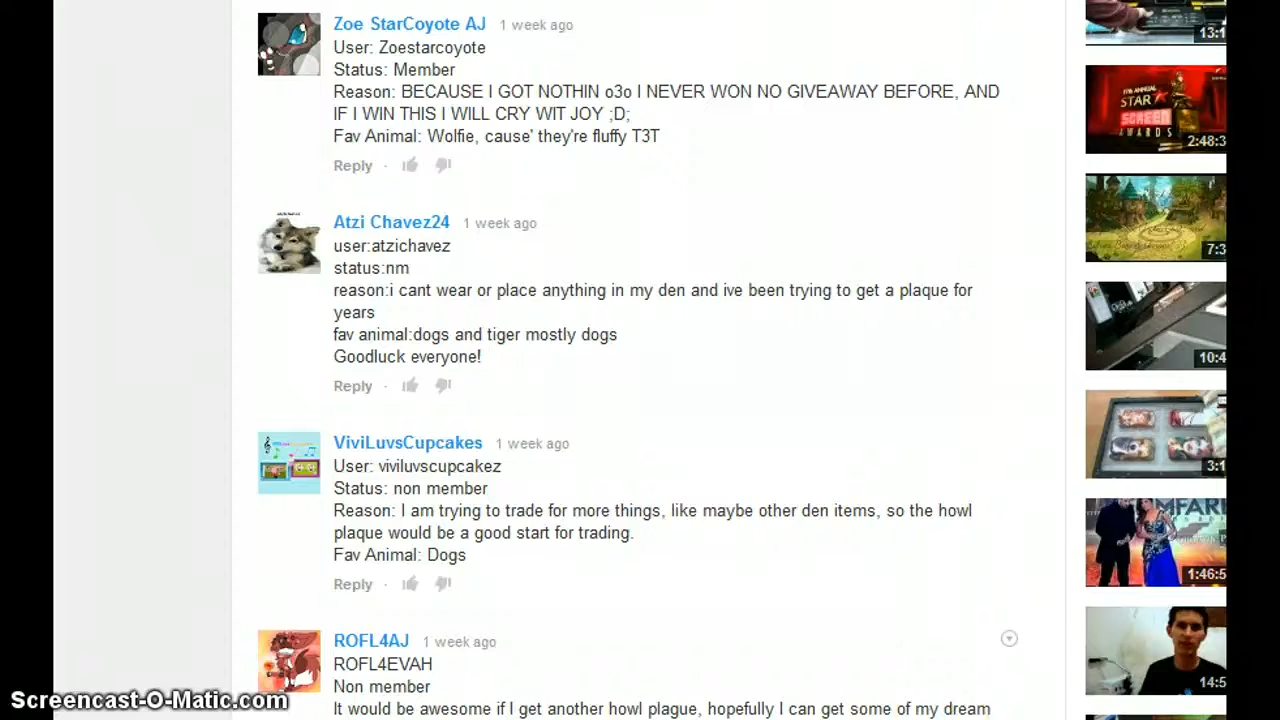 Zoe StarCoyote AJ 1 week ago
User: Zoestarcoyote
Status: Member
Reason: BECAUSE I GOT NOTHIN o3o I NEVER WON NO GIVEAWAY BEFORE, AND
IF I WIN THIS I WILL CRY WIT JOY ;D;
Fav Animal: Wolfie, cause' they're fluffy T3T
Reply ·
Atzi Chavez24 1 week ago
user:atzichavez
status:nm
reason:i cant wear or place anything in my den and ive been trying to get a plaque for
years
fav animal:dogs and tiger mostly dogs
Goodluck everyone!
Reply ·
ViviLuvsCupcakes 1 week ago
User: viviluvscupcakez
Status: non member
Reason: I am trying to trade for more things, like maybe other den items, so the howl
plaque would be a good start for trading.
Fav Animal: Dogs
Reply ·
ROFL4AJ 1 week ago
ROFL4EVAH
Non member
It would be awesome if I get another howl plague, hopefully I can get some of my dream
13:1
STAR
SCREEN
AWARDS
2:48:3
7:3
10:4
3:1
1:46:5
14:5
Screencast-O-Matic.com